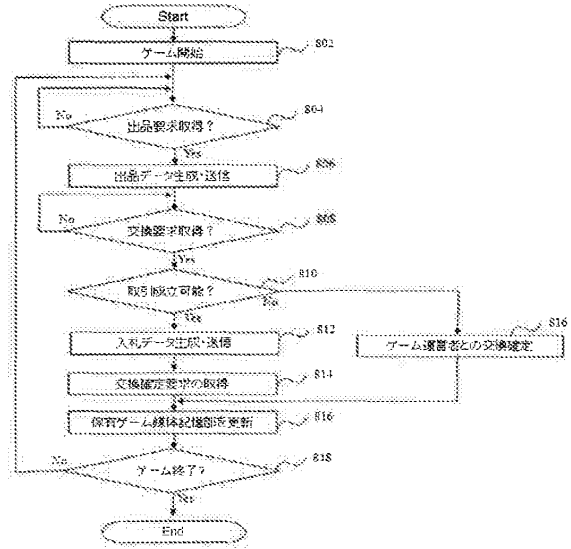 Start
ゲーム開始
802
出品要求取得？
804
No
Yes
出品データ生成・送信
806
交換要求取得？
808
No
Yes
取引成立可能？
810
No
Yes
入札データ生成・送信
812
ゲーム運営者との交換確定
816
交換確定要求の取得
814
保有ゲーム媒体記憶部を更新
816
ゲーム終了？
818
No
Yes
End